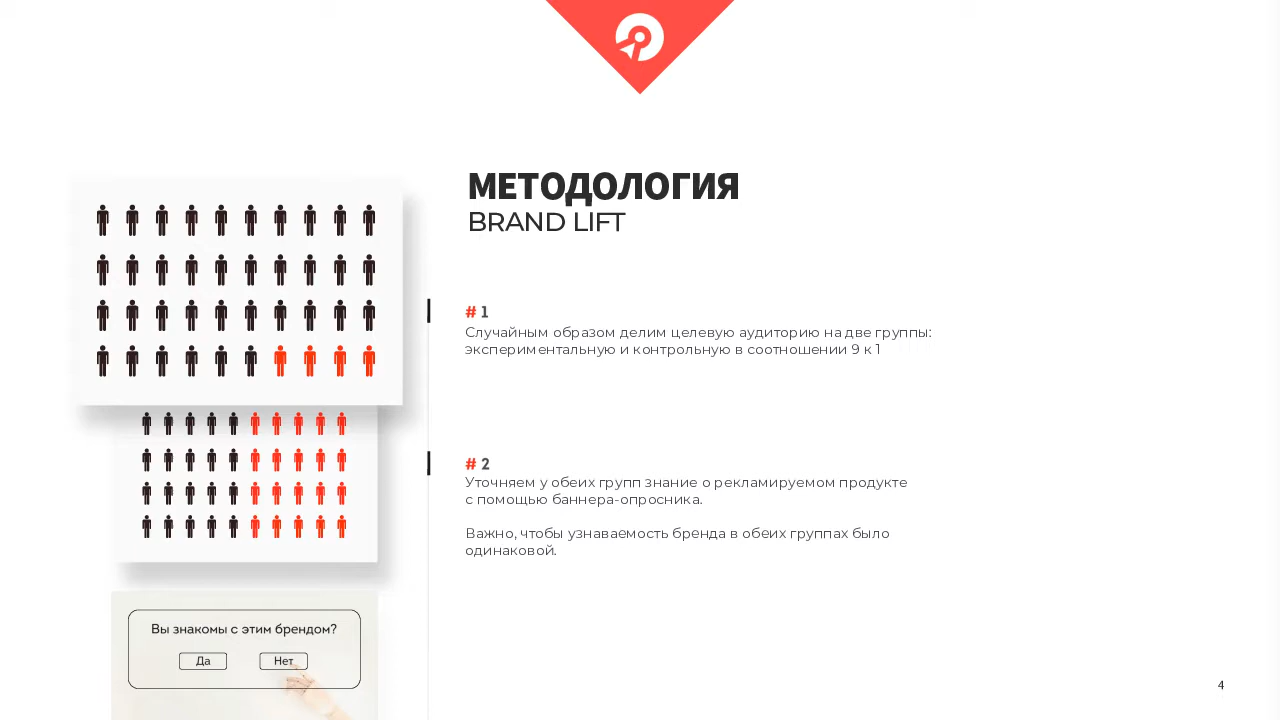 МЕТОДОЛОГИЯ
BRAND LIFT
# 1
Случайным образом делим целевую аудиторию на две группы:
экспериментальную и контрольную в соотношении 9 к 1
# 2
Уточняем у обеих групп знание о рекламируемом продукте
с помощью баннера-опросника.
Важно, чтобы узнаваемость бренда в обеих группах было
одинаковой.
Вы знакомы с этим брендом?
Да
Нет
4